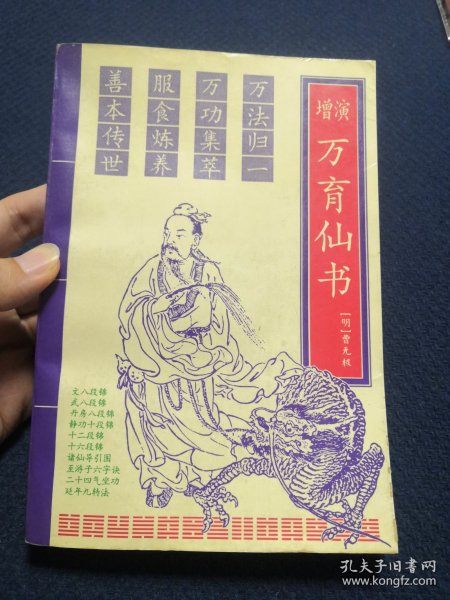 增演
万育仙书
[明]曹无极
万法归一
万功集萃
服食炼养
善本传世
文八段锦
武八段锦
丹房八段锦
静功十段锦
十二段锦
十六段锦
诸仙导引图
至游子六字诀
二十四气坐功
延年九转法
孔夫子旧书网
www.kongfz.com